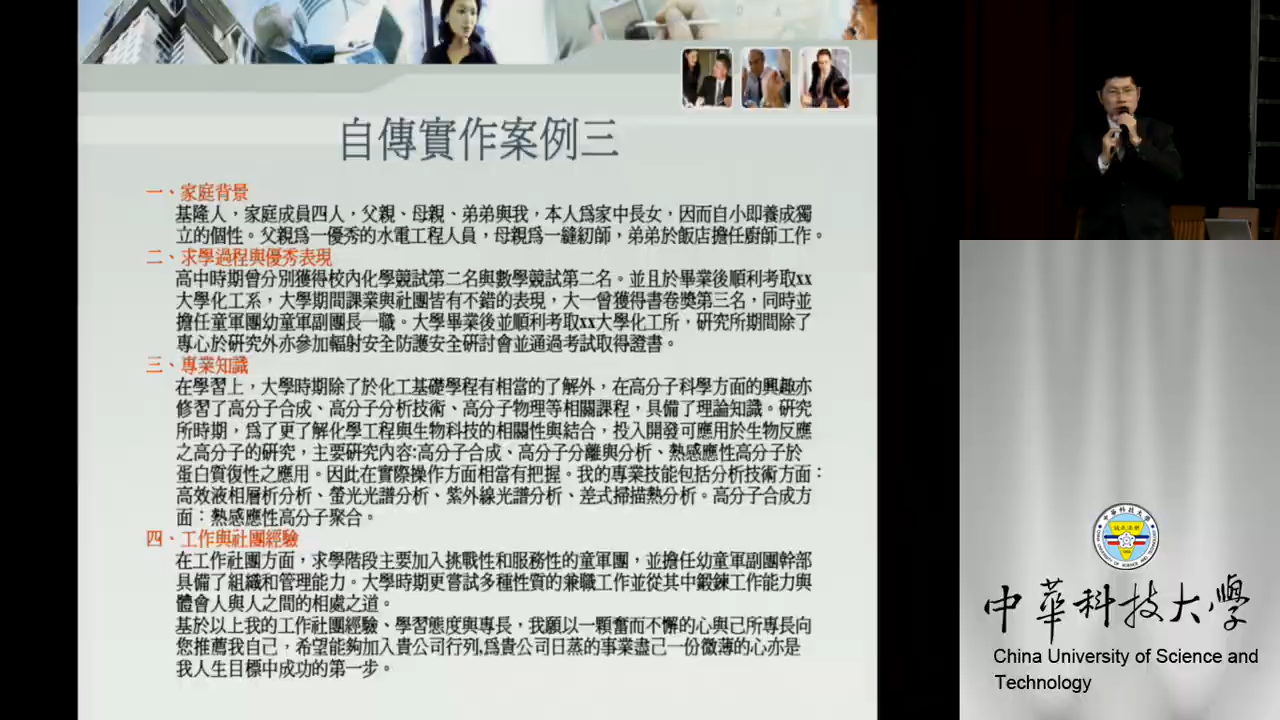 自傳實作案例三
一、家庭背景
基隆人，家庭成員四人，父親、母親、弟弟與我，本人為家中長女，因而自小即養成獨
立的個性。父親為一優秀的水電工程人員，母親為一縫紉師，弟弟於飯店擔任廚師工作。
二、求學過程與優秀表現
高中時期曾分別獲得校內化學競試第二名與數學競試第二名。並且於畢業後順利考取xx
大學化工系，大學期間課業與社團皆有不錯的表現，大一曾獲得書卷獎第三名，同時並
擔任童軍團幼童軍副團長一職。大學畢業後並順利考取xx大學化工所，研究所期間除了
專心於研究外亦參加輻射安全防護安全研討會並通過考試取得證書。
三、專業知識
在學習上，大學時期除了於化工基礎學程有相當的了解外，在高分子科學方面的興趣亦
修習了高分子合成、高分子分析技術、高分子物理等相關課程，具備了理論知識。研究
所時期，為了更了解化學工程與生物科技的相關性與結合，投入開發可應用於生物反應
之高分子的研究，主要研究內容:高分子合成、高分子分離與分析、熱感應性高分子於
蛋白質復性之應用。因此在實際操作方面相當有把握。我的專業技能包括分析技術方面：
高效液相層析分析、螢光光譜分析、紫外線光譜分析、差式掃描熱分析。高分子合成方
面：熱感應性高分子聚合。
四、工作與社團經驗
在工作社團方面，求學階段主要加入挑戰性和服務性的童軍團，並擔任幼童軍副團幹部
具備了組織和管理能力。大學時期更嘗試多種性質的兼職工作並從其中鍛鍊工作能力與
體會人與人之間的相處之道。
基於以上我的工作社團經驗、學習態度與專長，我願以一顆奮而不懈的心與己所專長向
您推薦我自己，希望能夠加入貴公司行列,為貴公司日蒸的事業盡己一份微薄的心亦是
我人生目標中成功的第一步。
中華科技大學
China University of Science and
Technology